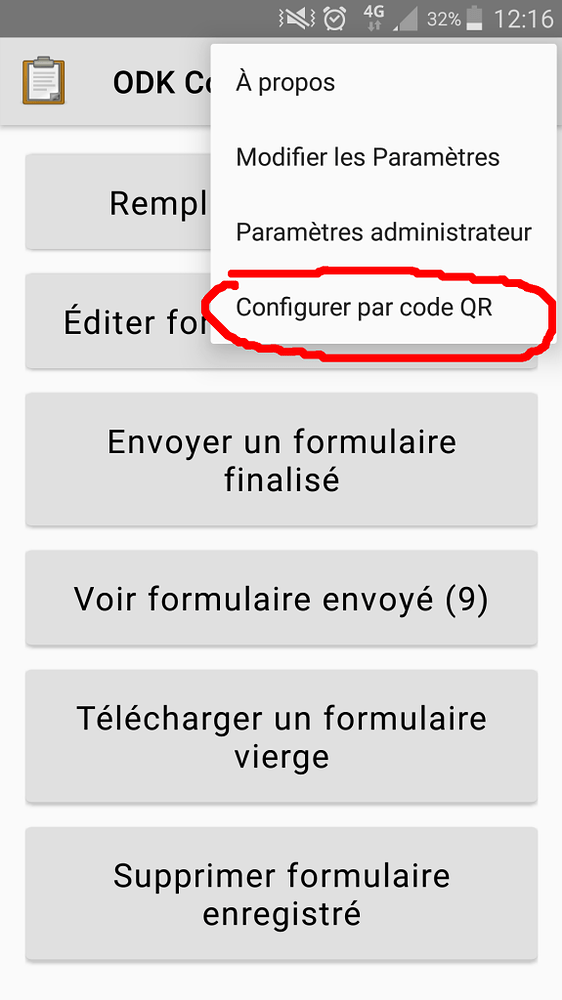 4G 32% 12:16
ODK Co
À propos
Modifier les Paramètres
Paramètres administrateur
Configurer par code QR
Rempl
Éditer for
Envoyer un formulaire
finalisé
Voir formulaire envoyé (9)
Télécharger un formulaire
vierge
Supprimer formulaire
enregistré